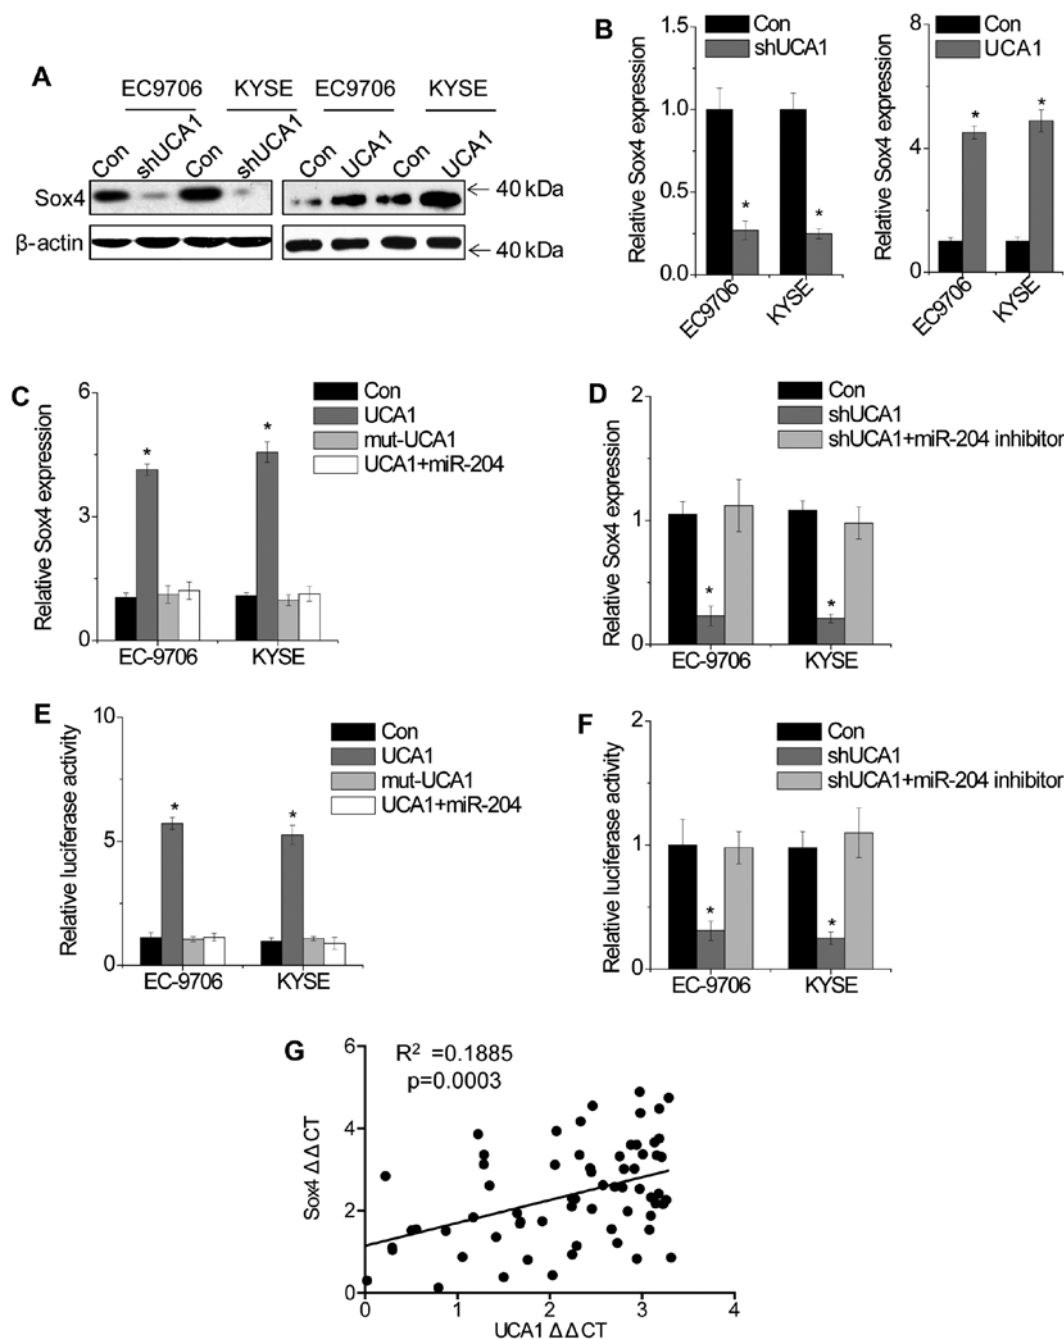 A
EC9706 KYSE EC9706 KYSE
Con shUCA1 Con shUCA1 Con UCA1 Con UCA1
Sox4
← 40 kDa
β-actin
← 40 kDa
B
Relative Sox4 expression
1.5
1.0
0.5
0.0
Con
shUCA1
*
*
EC9706
KYSE
Relative Sox4 expression
8
4
0
Con
UCA1
*
*
EC9706
KYSE
C
Relative Sox4 expression
6
3
0
Con
UCA1
mut-UCA1
UCA1+miR-204
*
*
EC-9706 KYSE
D
Relative Sox4 expression
2
1
0
Con
shUCA1
shUCA1+miR-204 inhibitor
*
*
EC-9706 KYSE
E
Relative luciferase activity
10
5
0
Con
UCA1
mut-UCA1
UCA1+miR-204
*
*
EC-9706 KYSE
F
Relative luciferase activity
2
1
0
Con
shUCA1
shUCA1+miR-204 inhibitor
*
*
EC-9706 KYSE
G
R² =0.1885
p=0.0003
Sox4 ΔΔCT
6
4
2
0
0 1 2 3 4
UCA1 ΔΔCT